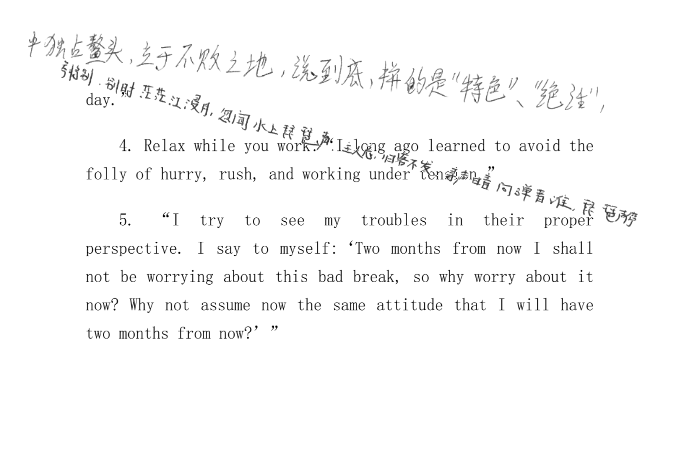 中独占鳌头,立于不败之地,说到底,拼的是“特色”、“绝活”,
别时茫茫江浸月,忽闻水上琵琶声,主人忘归客不发,寻声暗问弹者谁,琵琶声停
day.
4. Relax while you work. “I long ago learned to avoid the
folly of hurry, rush, and working under tension.”
5. “I try to see my troubles in their proper
perspective. I say to myself: ‘Two months from now I shall
not be worrying about this bad break, so why worry about it
now? Why not assume now the same attitude that I will have
two months from now?’ ”